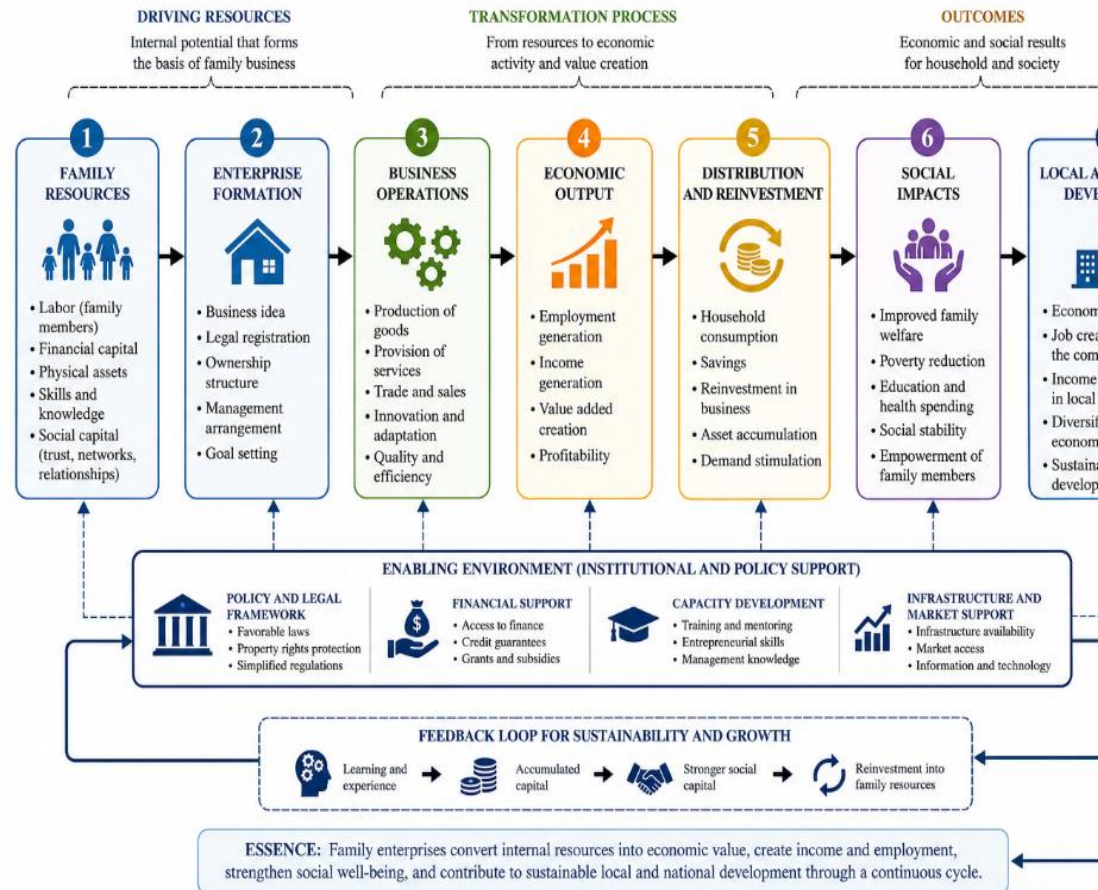 DRIVING RESOURCES
Internal potential that forms
the basis of family business
TRANSFORMATION PROCESS
From resources to economic
activity and value creation
OUTCOMES
Economic and social results
for household and society
1
FAMILY
RESOURCES
• Labor (family
members)
• Financial capital
• Physical assets
• Skills and
knowledge
• Social capital
(trust, networks,
relationships)
2
ENTERPRISE
FORMATION
• Business idea
• Legal registration
• Ownership
structure
• Management
arrangement
• Goal setting
3
BUSINESS
OPERATIONS
• Production of
goods
• Provision of
services
• Trade and sales
• Innovation and
adaptation
• Quality and
efficiency
4
ECONOMIC
OUTPUT
• Employment
generation
• Income
generation
• Value added
creation
• Profitability
5
DISTRIBUTION
AND REINVESTMENT
• Household
consumption
• Savings
• Reinvestment in
business
• Asset accumulation
• Demand stimulation
6
SOCIAL
IMPACTS
• Improved family
welfare
• Poverty reduction
• Education and
health spending
• Social stability
• Empowerment of
family members
LOCAL
• Job
the
• Income
in local
ENABLING ENVIRONMENT (INSTITUTIONAL AND POLICY SUPPORT)
POLICY AND LEGAL
FRAMEWORK
• Favorable laws
• Property rights protection
• Simplified regulations
$
FINANCIAL SUPPORT
• Access to finance
• Credit guarantees
• Grants and subsidies
CAPACITY DEVELOPMENT
• Training and mentoring
• Entrepreneurial skills
• Management knowledge
INFRASTRUCTURE AND
MARKET SUPPORT
• Infrastructure availability
• Market access
• Information and technology
FEEDBACK LOOP FOR SUSTAINABILITY AND GROWTH
Learning and
experience
Accumulated
capital
Stronger social
capital
Reinvestment into
family resources
ESSENCE: Family enterprises convert internal resources into economic value, create income and employment,
strengthen social well-being, and contribute to sustainable local and national development through a continuous cycle.